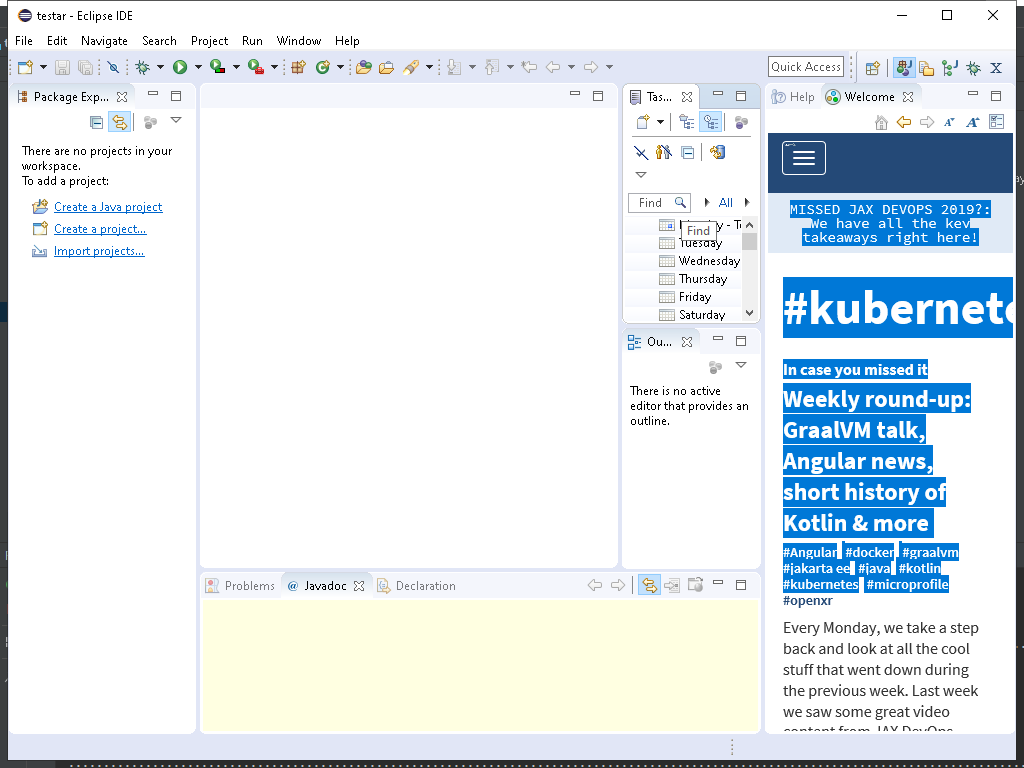 testar - Eclipse IDE
File Edit Navigate Search Project Run Window Help
Quick Access
Package Exp...
There are no projects in your
workspace.
To add a project:
Create a Java project
Create a project...
Import projects...
Tas...
Find
All
Find
Tuesday
Wednesday
Thursday
Friday
Saturday
Ou...
There is no active
editor that provides an
outline.
Problems
@ Javadoc
Declaration
Help
Welcome
MISSED JAX DEVOPS 2019?:
We have all the key
takeaways right here!
#kubernete
In case you missed it
Weekly round-up:
GraalVM talk,
Angular news,
short history of
Kotlin & more
#Angular #docker #graalvm
#jakarta ee #java #kotlin
#kubernetes #microprofile
#openxr
Every Monday, we take a step
back and look at all the cool
stuff that went down during
the previous week. Last week
we saw some great video
content from JAX DevOps